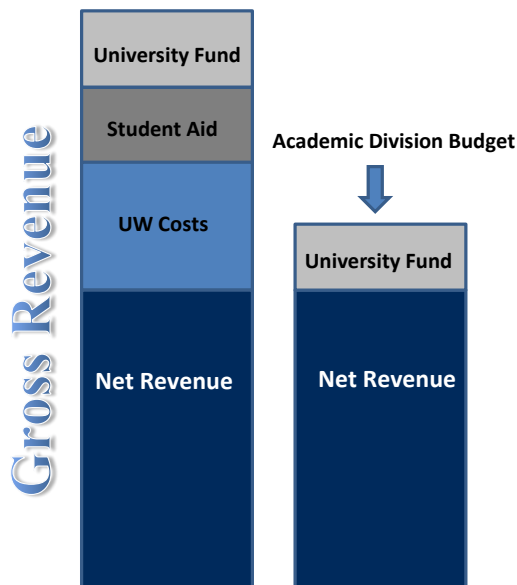 Gross Revenue
University Fund
Student Aid
UW Costs
Net Revenue
Academic Division Budget
University Fund
Net Revenue